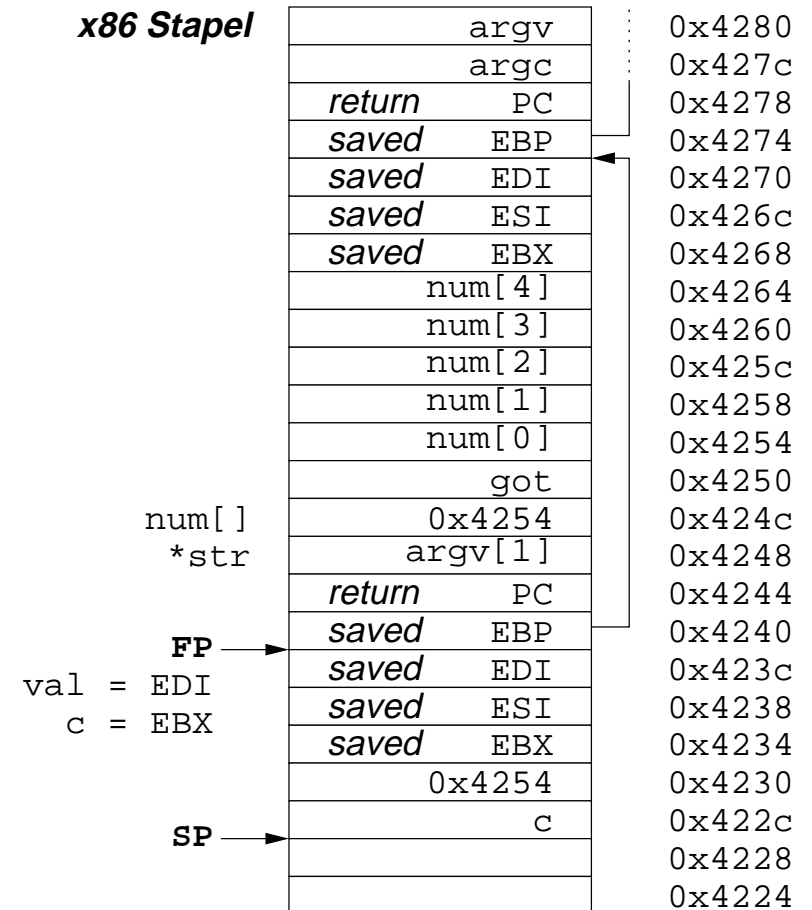 x86 Stapel argv 0x4280
argc 0x427c
return PC 0x4278
saved EBP 0x4274
saved EDI 0x4270
saved ESI 0x426c
saved EBX 0x4268
num[4] 0x4264
num[3] 0x4260
num[2] 0x425c
num[1] 0x4258
num[0] 0x4254
got 0x4250
num[] 0x4254 0x424c
*str argv[1] 0x4248
return PC 0x4244
saved EBP 0x4240
FP
val = EDI saved EDI 0x423c
c = EBX saved ESI 0x4238
saved EBX 0x4234
0x4254 0x4230
c 0x422c
SP
0x4228
0x4224